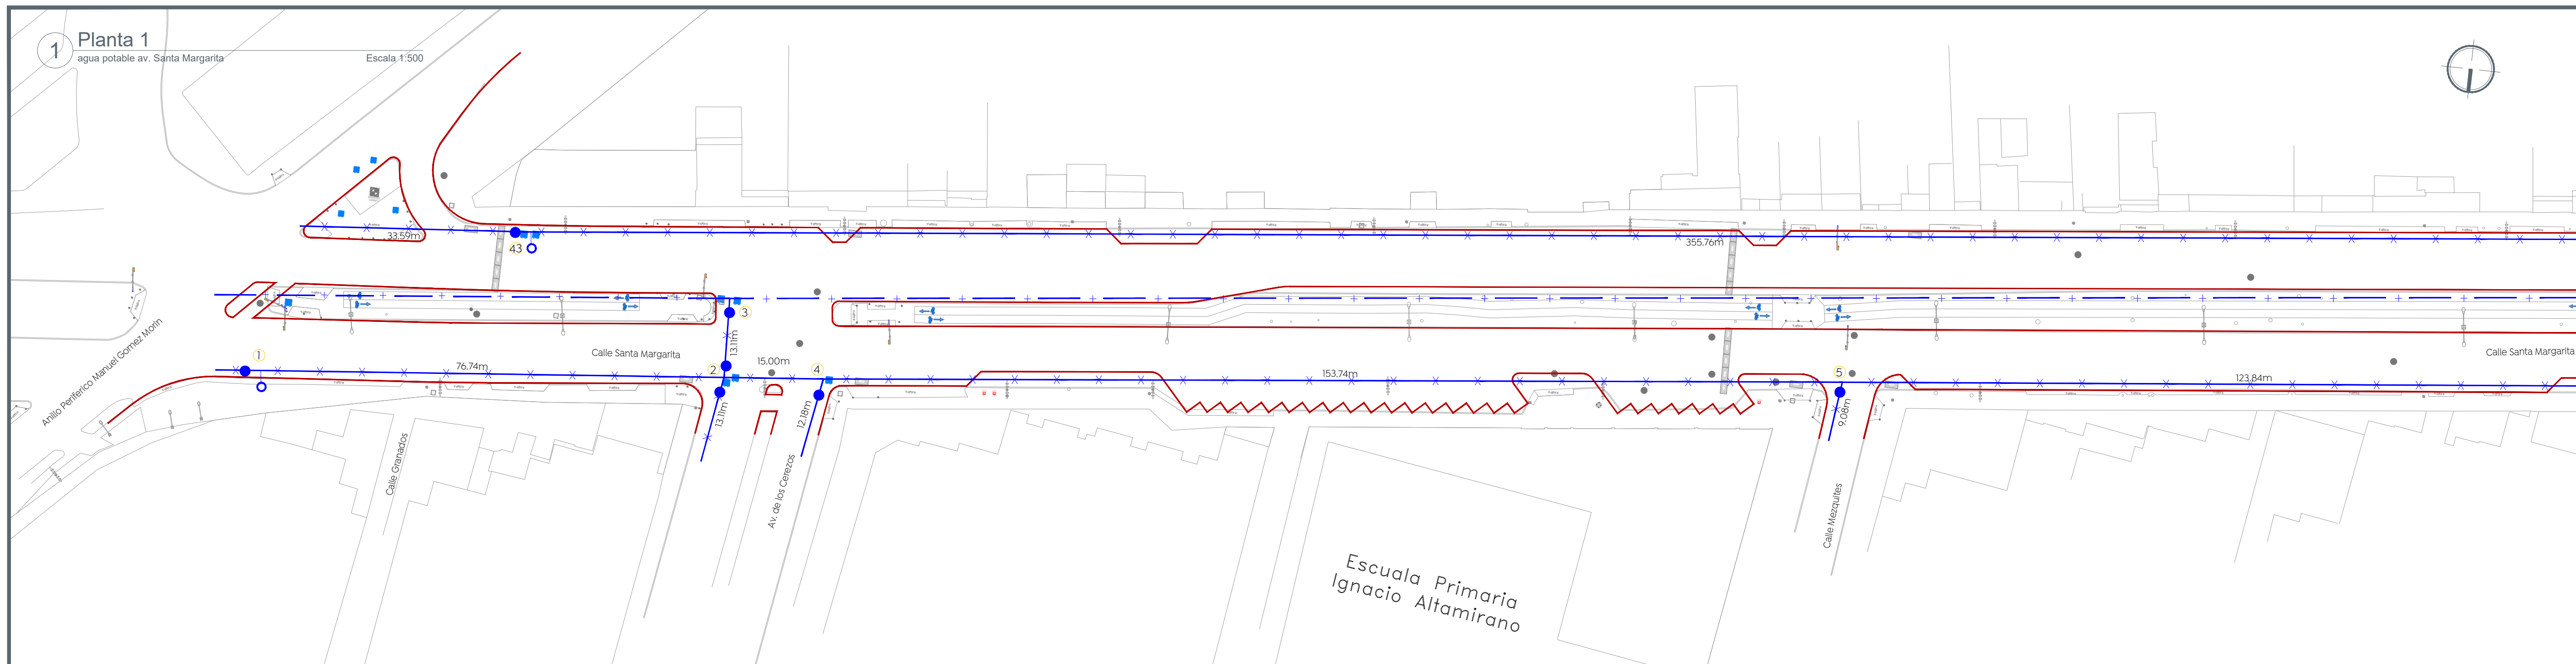 1
Planta 1
agua potable av. Santa Margarita
Escala 1:500
33.59m
43
355.76m
Anillo Periferico Manuel Gomez Morin
1
76.74m
Calle Santa Margarita
2
3
13.11m
13.11m
15.00m
4
12.18m
153.74m
5
9.08m
123.84m
Calle Santa Margarita
Calle Granados
Av. de los Cerezos
Calle Mezquites
Escuala Primaria
Ignacio Altamirano